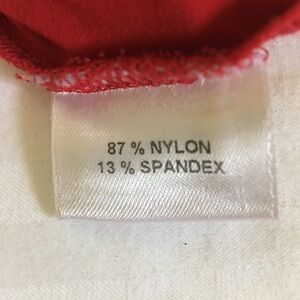 87 % NYLON
13 % SPANDEX